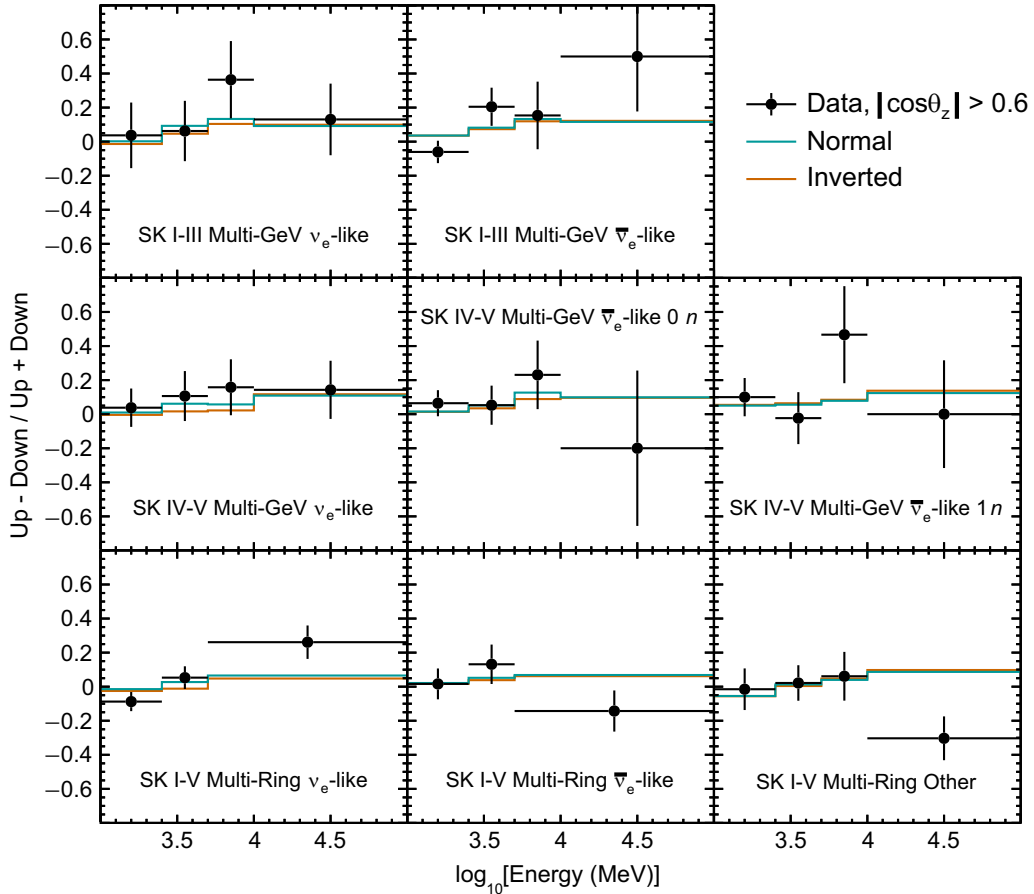 0.6
0.4
0.2
0
−0.2
−0.4
−0.6
SK I-III Multi-GeV νₑ-like
SK I-III Multi-GeV ν̅ₑ-like
Data, |cosθ_z| > 0.6
Normal
Inverted
Up - Down / Up + Down
0.6
0.4
0.2
0
−0.2
−0.4
−0.6
SK IV-V Multi-GeV νₑ-like
SK IV-V Multi-GeV ν̅ₑ-like 0 n
SK IV-V Multi-GeV ν̅ₑ-like 1 n
0.6
0.4
0.2
0
−0.2
−0.4
−0.6
SK I-V Multi-Ring νₑ-like
SK I-V Multi-Ring ν̅ₑ-like
SK I-V Multi-Ring Other
3.5 4 4.5 3.5 4 4.5 3.5 4 4.5
log₁₀[Energy (MeV)]